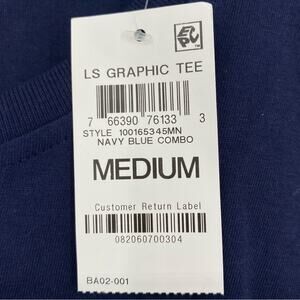 LS GRAPHIC TEE
7 66390 76133 3
STYLE 100165345MN
NAVY BLUE COMBO
MEDIUM
Customer Return Label
082060700304
BA02-001